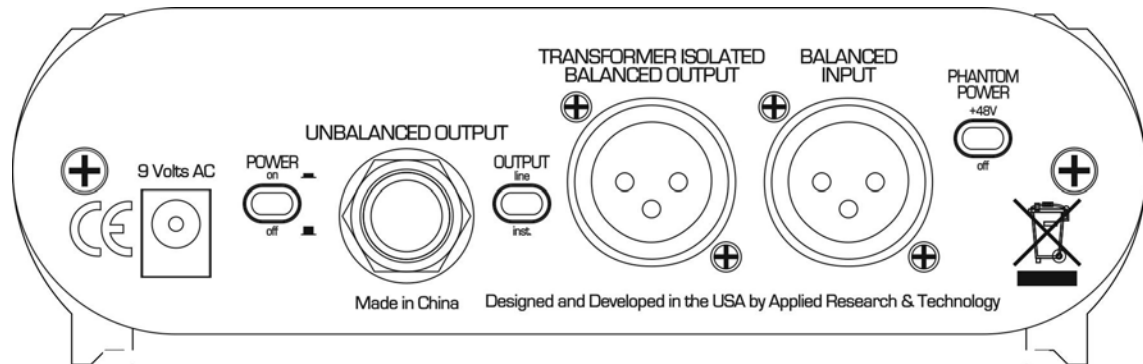 9 Volts AC
CE
POWER
on
off
UNBALANCED OUTPUT
OUTPUT
line
inst.
TRANSFORMER ISOLATED
BALANCED OUTPUT
BALANCED
INPUT
PHANTOM
POWER
+48V
off
Made in China
Designed and Developed in the USA by Applied Research & Technology